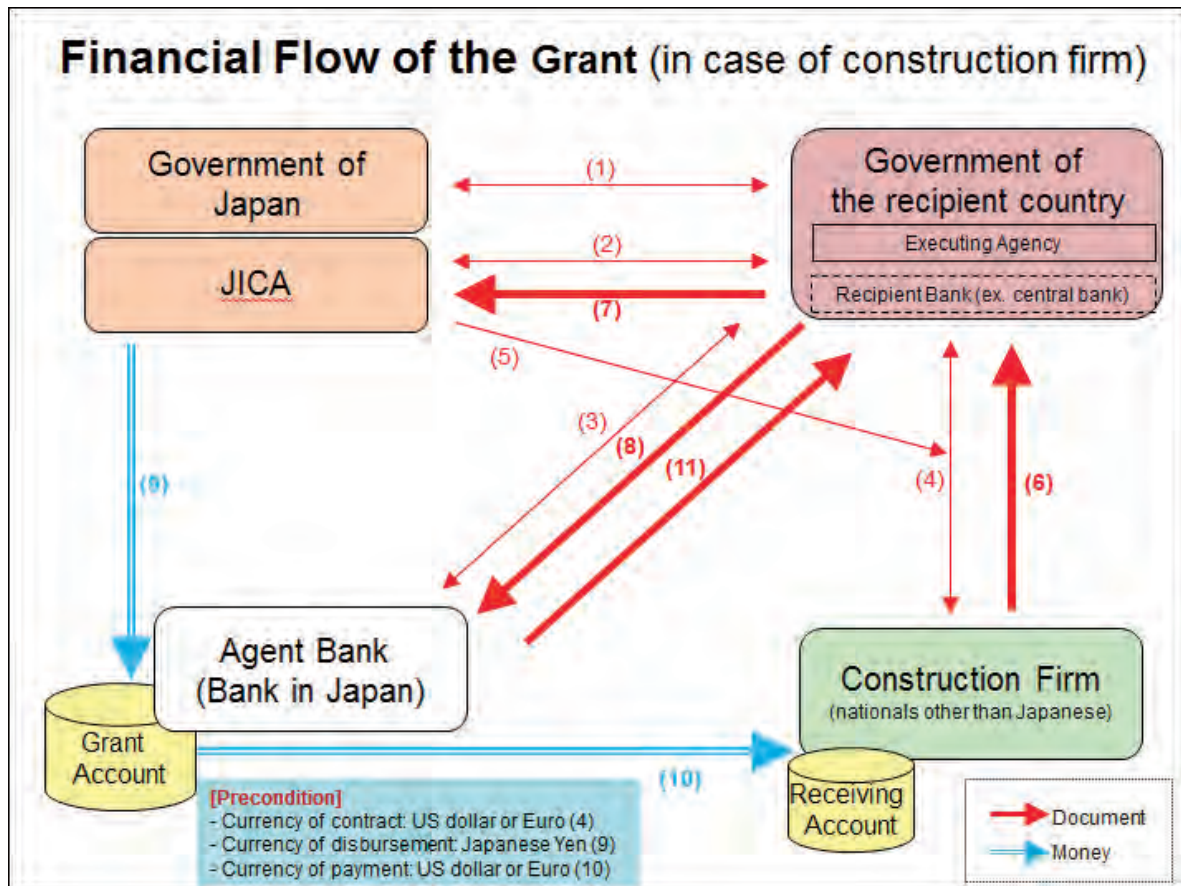 Financial Flow of the Grant (in case of construction firm)
Government of
Japan
JICA
(1)
(2)
(7)
(5)
Government of
the recipient country
Executing Agency
Recipient Bank (ex. central bank)
(3)
(8)
(11)
(4)
(6)
(9)
Agent Bank
(Bank in Japan)
Grant
Account
(10)
Construction Firm
(nationals other than Japanese)
Receiving
Account
[Precondition]
- Currency of contract: US dollar or Euro (4)
- Currency of disbursement: Japanese Yen (9)
- Currency of payment: US dollar or Euro (10)
Document
Money